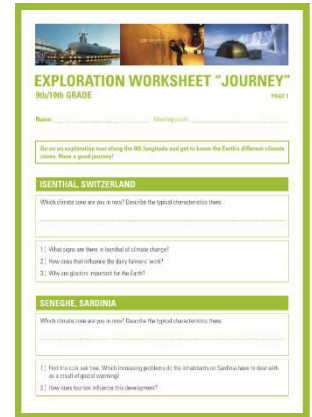 EXPLORATION WORKSHEET "JOURNEY"
9th/10th GRADE
PAGE 1
Name:
Starting point:
Go on an exploration tour along the 8th longitude and get to know the Earth's different climate
zones. Have a good journey!
ISENTHAL, SWITZERLAND
Which climate zone are you in now? Describe the typical characteristics there.
1.) What signs are there in Isenthal of climate change?
2.) How does that influence the dairy farmers' work?
3.) Why are glaciers important for the Earth?
SENEGHE, SARDINIA
Which climate zone are you in now? Describe the typical characteristics there.
1.) Find the cork oak tree. Which increasing problems do the inhabitants on Sardinia have to deal with
as a result of global warming?
2.) How does tourism influence this development?